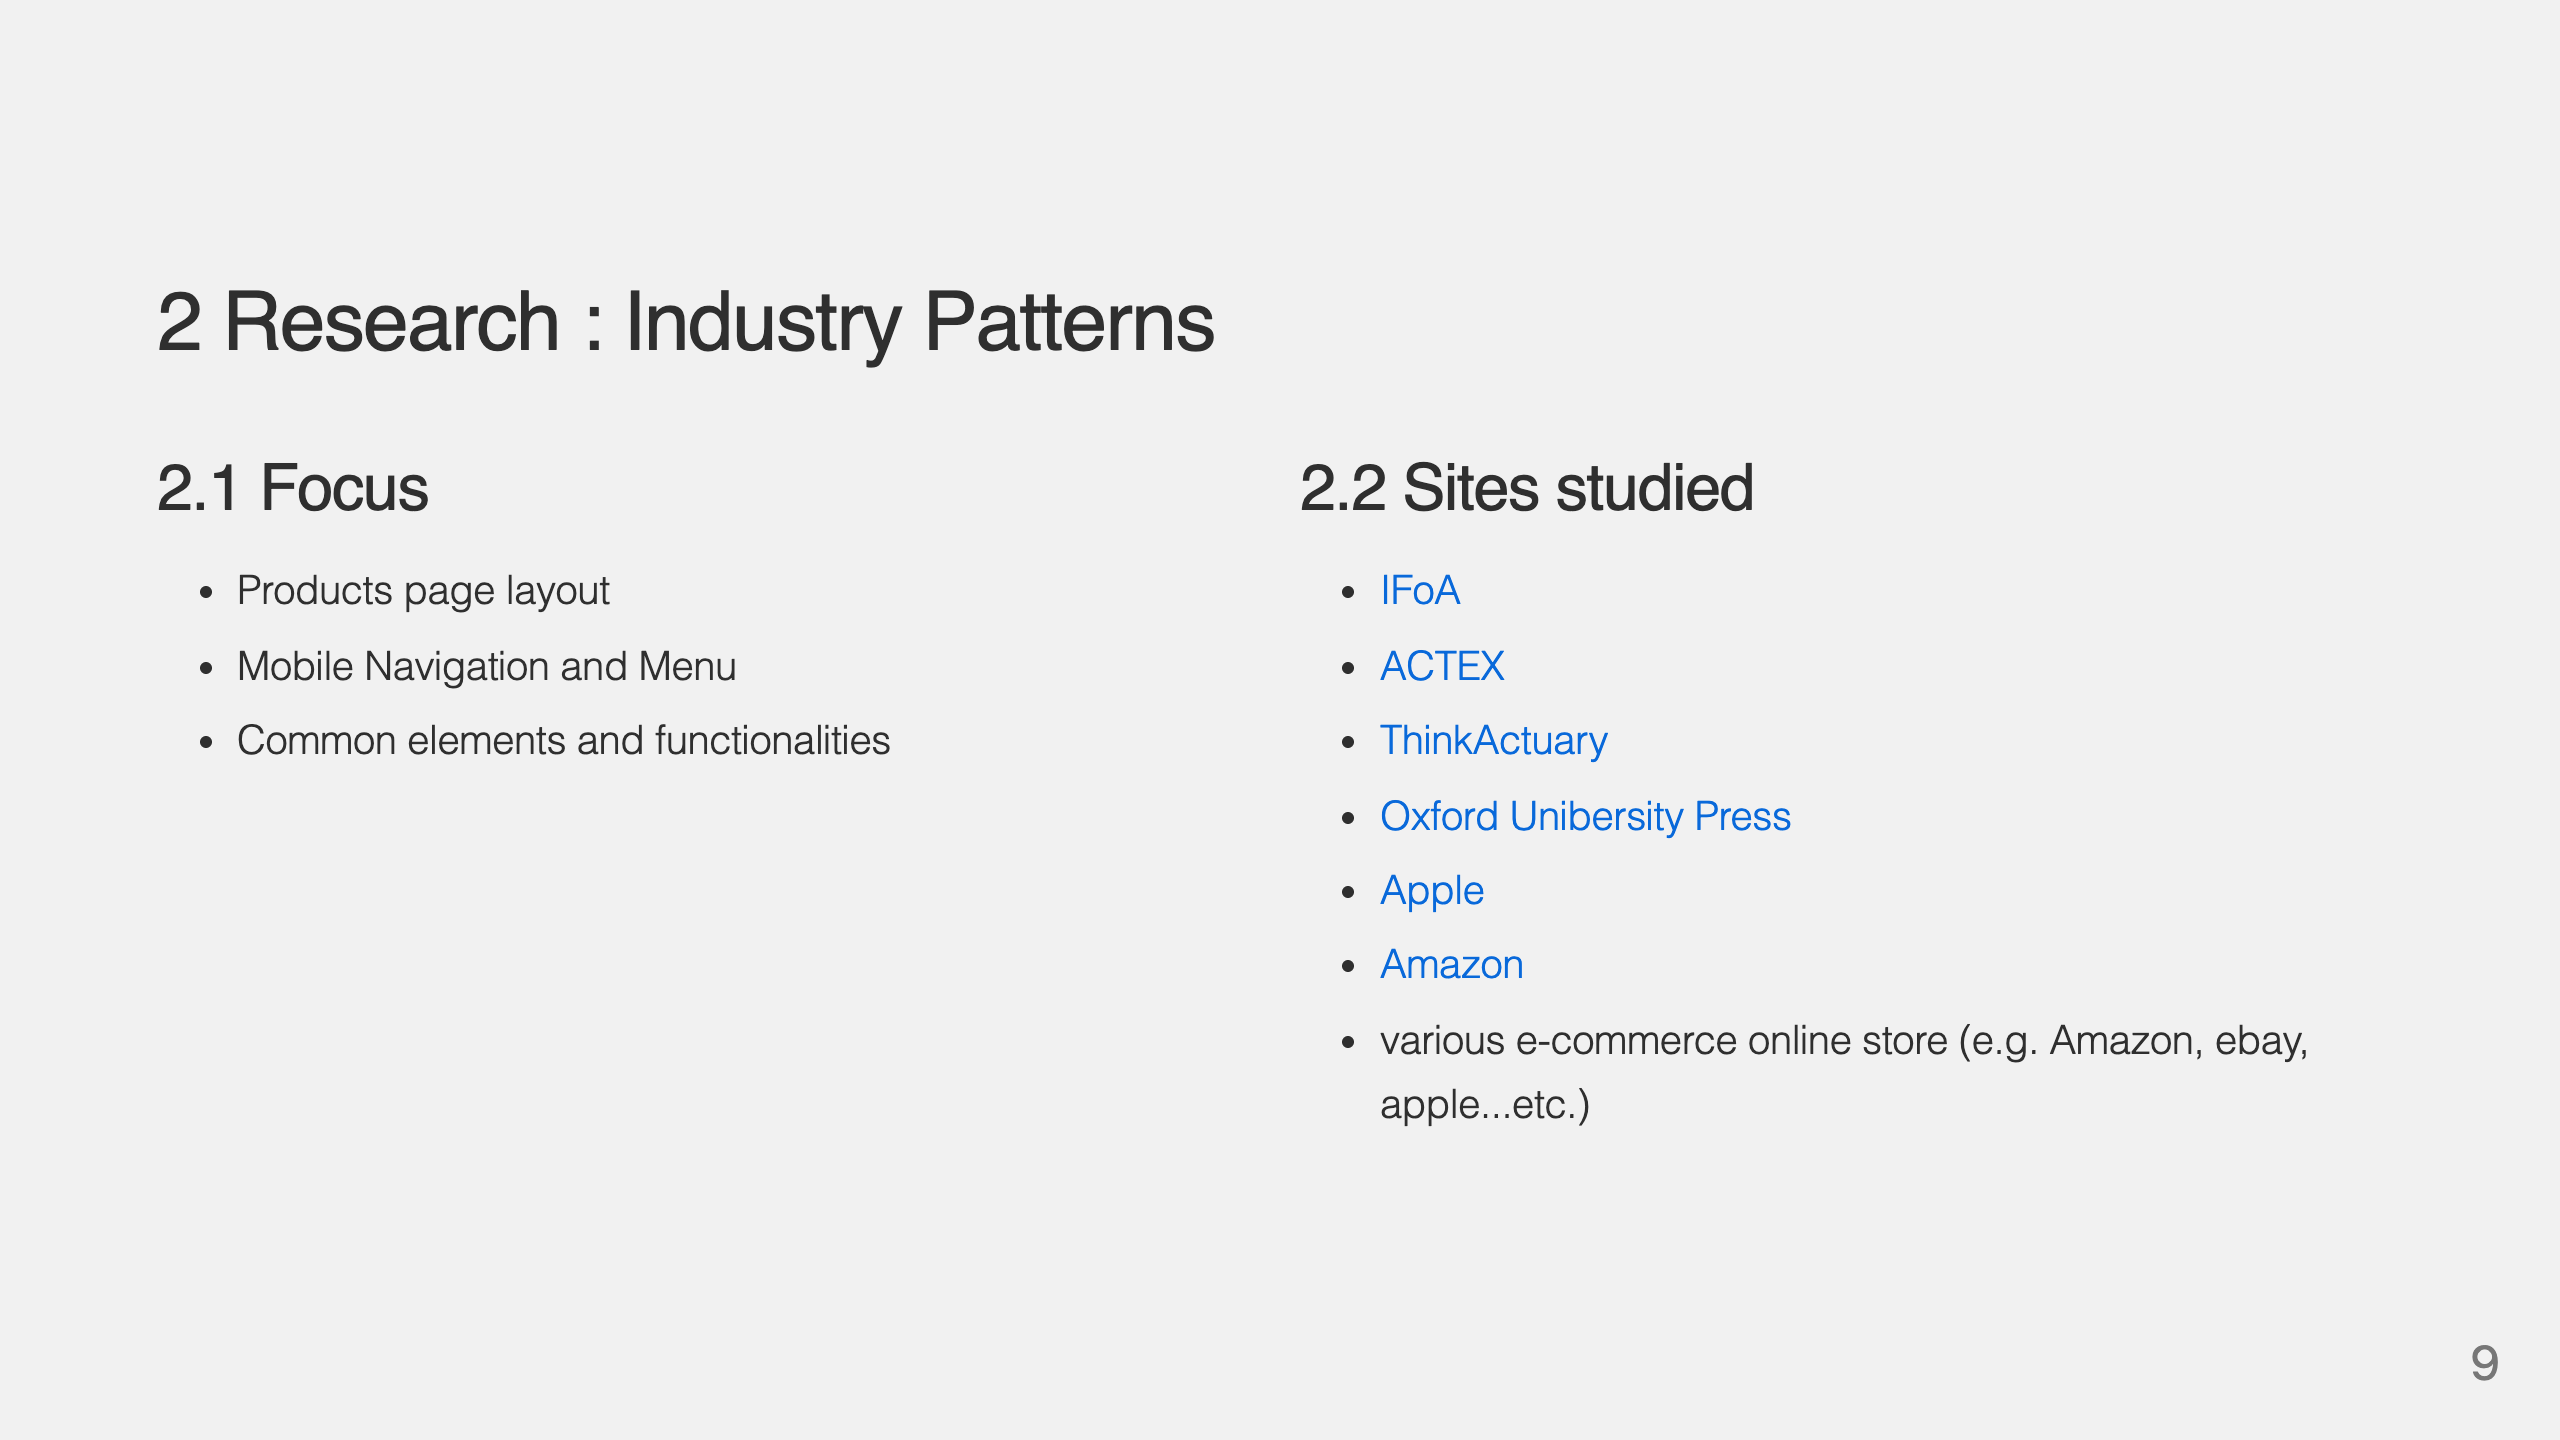 2 Research : Industry Patterns
2.1 Focus
Products page layout
Mobile Navigation and Menu
Common elements and functionalities
2.2 Sites studied
IFoA
ACTEX
ThinkActuary
Oxford Unibersity Press
Apple
Amazon
various e-commerce online store (e.g. Amazon, ebay,
apple...etc.)
9